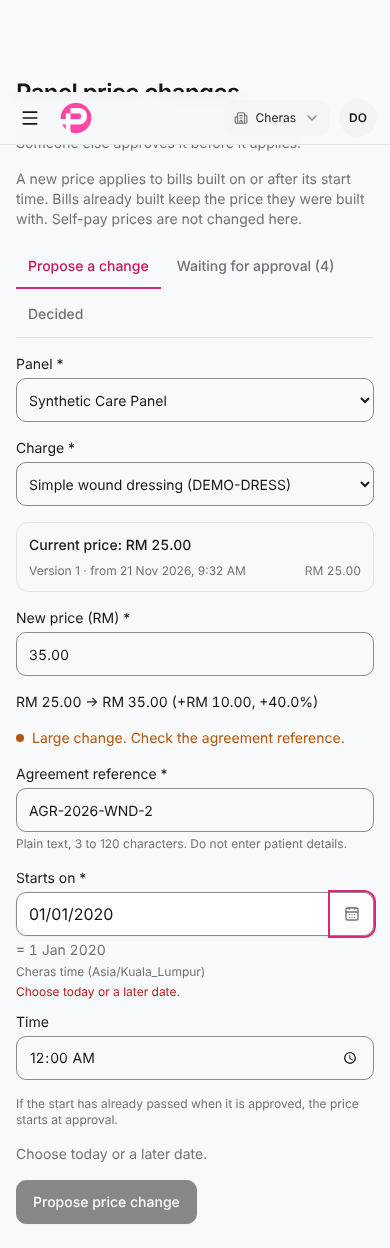 Panel price changes
Cheras
DO
Someone else approves it before it applies.
A new price applies to bills built on or after its start
time. Bills already built keep the price they were built
with. Self-pay prices are not changed here.
Propose a change
Waiting for approval (4)
Decided
Panel *
Synthetic Care Panel
Charge *
Simple wound dressing (DEMO-DRESS)
Current price: RM 25.00
Version 1 · from 21 Nov 2026, 9:32 AM
RM 25.00
New price (RM) *
35.00
RM 25.00 → RM 35.00 (+RM 10.00, +40.0%)
Large change. Check the agreement reference.
Agreement reference *
AGR-2026-WND-2
Plain text, 3 to 120 characters. Do not enter patient details.
Starts on *
01/01/2020
= 1 Jan 2020
Cheras time (Asia/Kuala_Lumpur)
Choose today or a later date.
Time
12:00 AM
If the start has already passed when it is approved, the price
starts at approval.
Choose today or a later date.
Propose price change